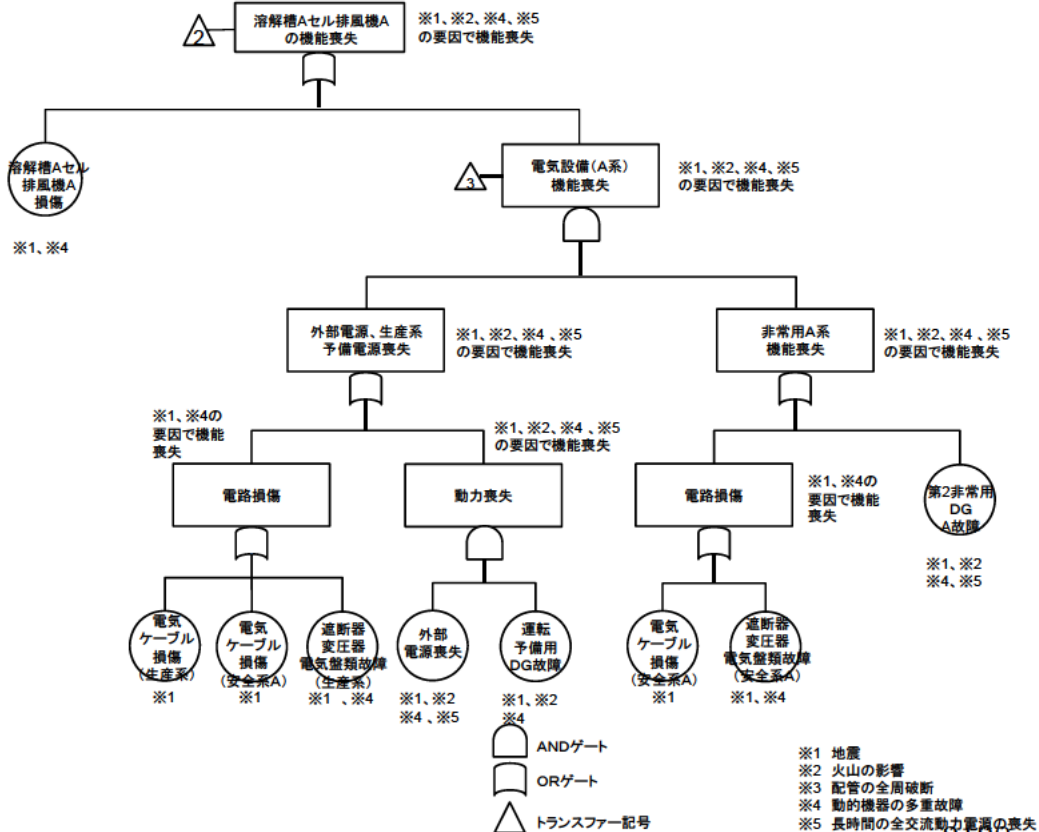 溶解槽Aセル排風機A
の機能喪失
※1、※2、※4、※5
の要因で機能喪失
2
溶解槽Aセル
排風機A
損傷
※1、※4
3
電気設備(A系)
機能喪失
※1、※2、※4、※5
の要因で機能喪失
外部電源、生産系
予備電源喪失
※1、※2、※4 、※5
の要因で機能喪失
非常用A系
機能喪失
※1、※2、※4、※5
の要因で機能喪失
※1、※4の
要因で機能
喪失
電路損傷
※1、※2、※4 、※5
の要因で機能喪失
動力喪失
電路損傷
※1、※4の
要因で機能
喪失
第2非常用
DG
A故障
※1、※2
※4、※5
電気
ケーブル
損傷
(生産系)
※1
電気
ケーブル
損傷
(安全系A)
※1
遮断器
変圧器
電気盤類故障
(生産系)
※1 、※4
外部
電源喪失
※1、※2
※4 、※5
運転
予備用
DG故障
※1、※2
※4
電気
ケーブル
損傷
(安全系A)
※1
遮断器
変圧器
電気盤類故障
(安全系A)
※1、※4
ANDゲート
ORゲート
トランスファー記号
※1 地震
※2 火山の影響
※3 配管の全周破断
※4 動的機器の多重故障
※5 長時間の全交流動力電源の喪失